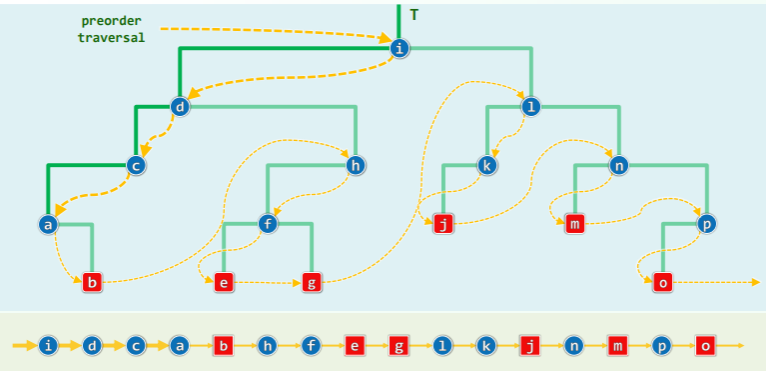 preorder T
traversal
i
d l
c h k n
a f j m p
b e g o
i d c a b h f e g l k j n m p o